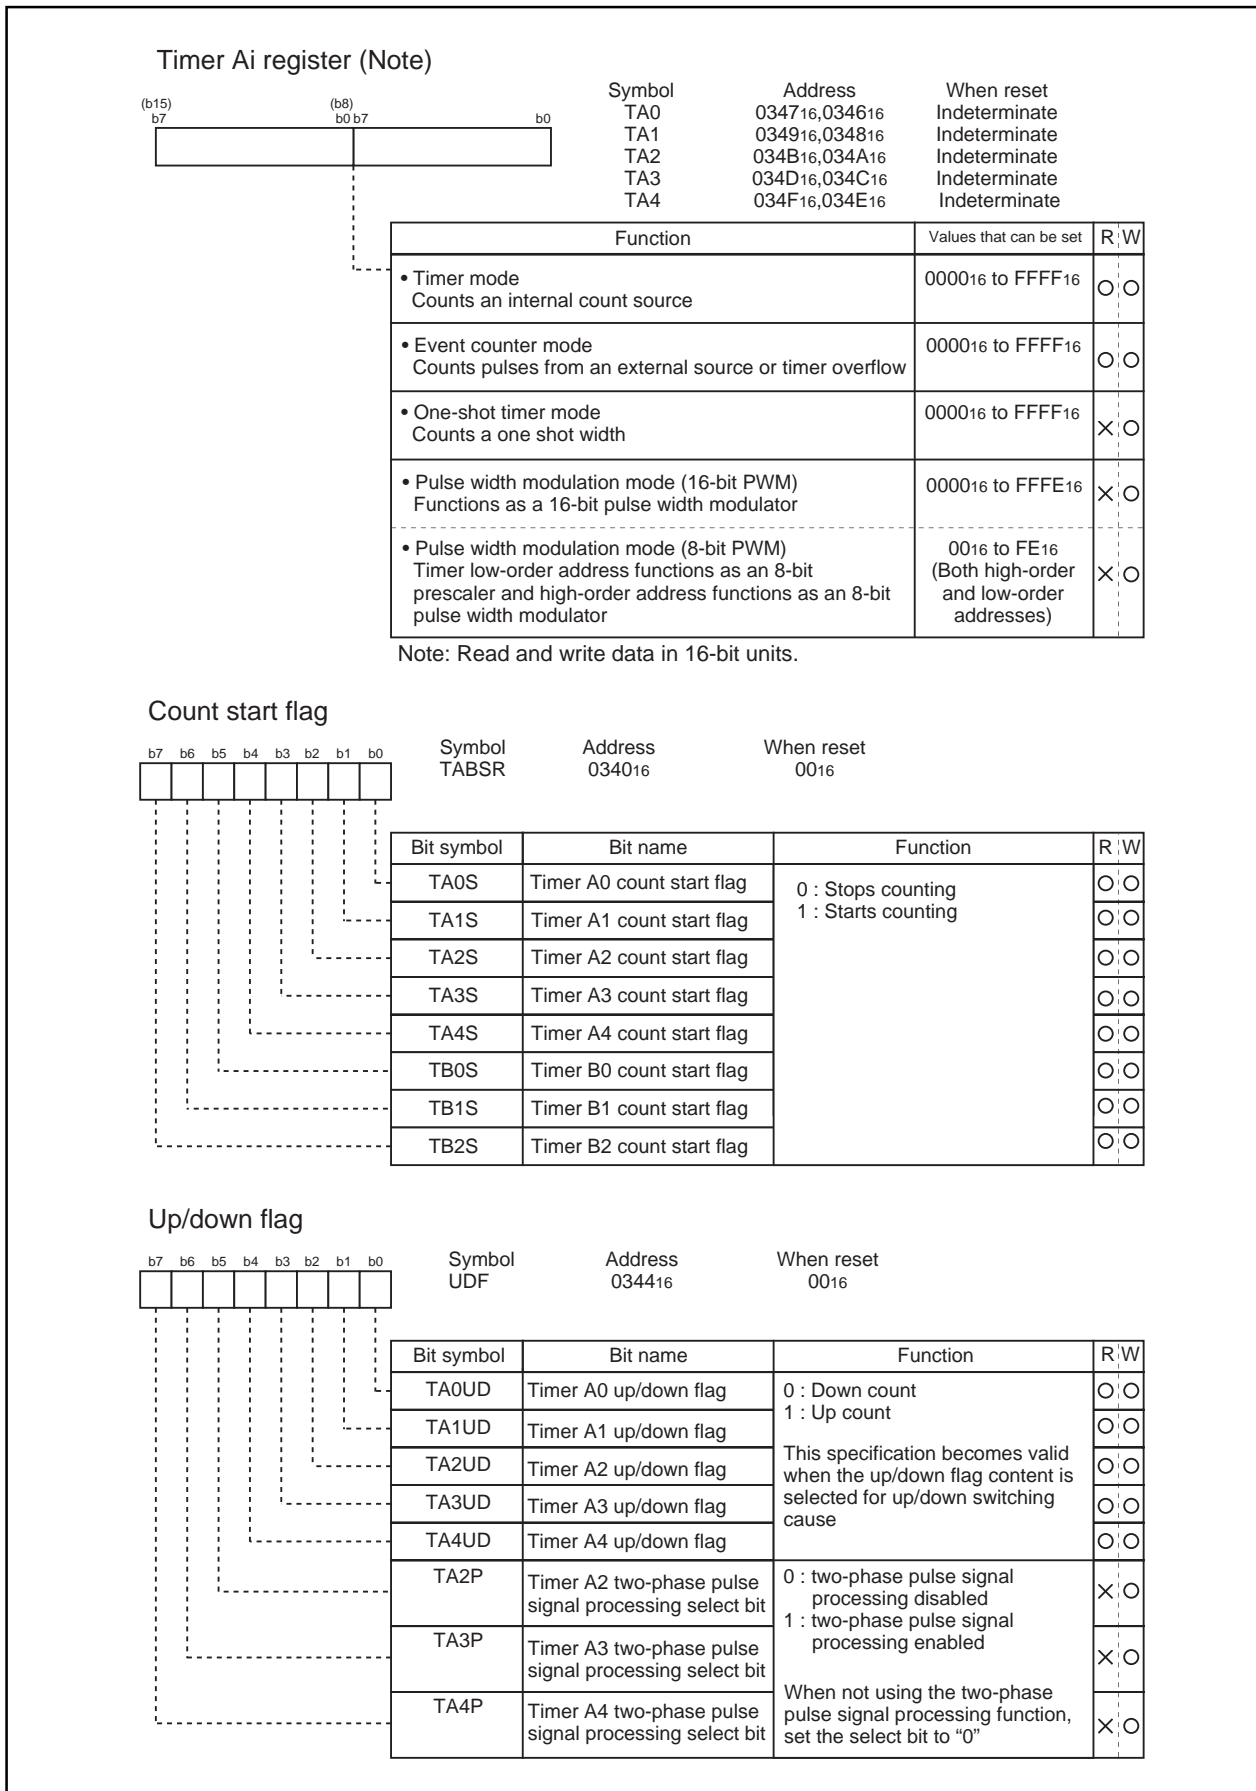 Timer Ai register (Note)
(b15) (b8)
b7 b0 b7 b0
Symbol Address When reset
TA0 034716,034616 Indeterminate
TA1 034916,034816 Indeterminate
TA2 034B16,034A16 Indeterminate
TA3 034D16,034C16 Indeterminate
TA4 034F16,034E16 Indeterminate
Function Values that can be set R W
• Timer mode 000016 to FFFF16
Counts an internal count source
• Event counter mode 000016 to FFFF16
Counts pulses from an external source or timer overflow
• One-shot timer mode 000016 to FFFF16
Counts a one shot width
• Pulse width modulation mode (16-bit PWM) 000016 to FFFE16
Functions as a 16-bit pulse width modulator
• Pulse width modulation mode (8-bit PWM) 0016 to FE16
Timer low-order address functions as an 8-bit (Both high-order
prescaler and high-order address functions as an 8-bit and low-order
pulse width modulator addresses)
Note: Read and write data in 16-bit units.
Count start flag
b7 b6 b5 b4 b3 b2 b1 b0
Symbol Address When reset
TABSR 034016 0016
Bit symbol Bit name Function R W
TA0S Timer A0 count start flag 0 : Stops counting
TA1S Timer A1 count start flag 1 : Starts counting
TA2S Timer A2 count start flag
TA3S Timer A3 count start flag
TA4S Timer A4 count start flag
TB0S Timer B0 count start flag
TB1S Timer B1 count start flag
TB2S Timer B2 count start flag
Up/down flag
b7 b6 b5 b4 b3 b2 b1 b0
Symbol Address When reset
UDF 034416 0016
Bit symbol Bit name Function R W
TA0UD Timer A0 up/down flag 0 : Down count
1 : Up count
TA1UD Timer A1 up/down flag
This specification becomes valid
TA2UD Timer A2 up/down flag when the up/down flag content is
TA3UD Timer A3 up/down flag selected for up/down switching
cause
TA4UD Timer A4 up/down flag
TA2P Timer A2 two-phase pulse 0 : two-phase pulse signal
signal processing select bit processing disabled
1 : two-phase pulse signal
TA3P Timer A3 two-phase pulse processing enabled
signal processing select bit
When not using the two-phase
TA4P Timer A4 two-phase pulse pulse signal processing function,
signal processing select bit set the select bit to “0”